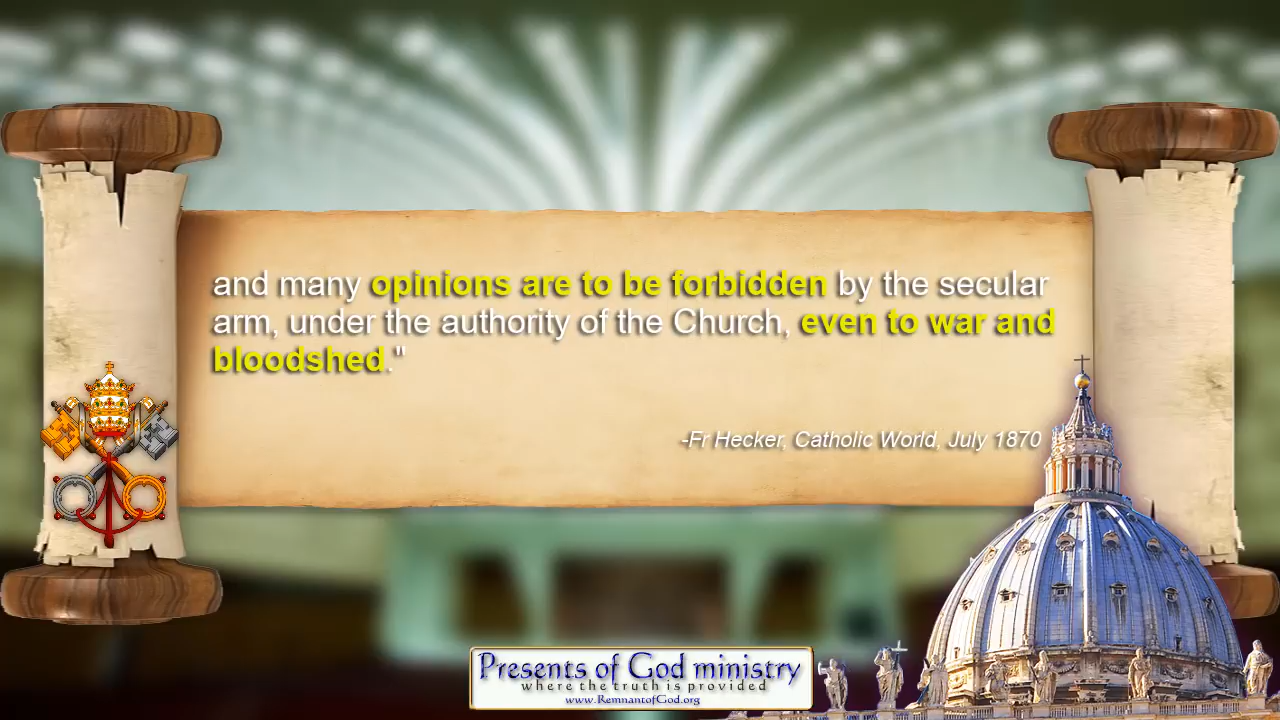 and many opinions are to be forbidden by the secular
arm, under the authority of the Church, even to war and
bloodshed."
-Fr Hecker, Catholic World, July 1870
Presents of God ministry
where the truth is provided
www.RemnantofGod.org